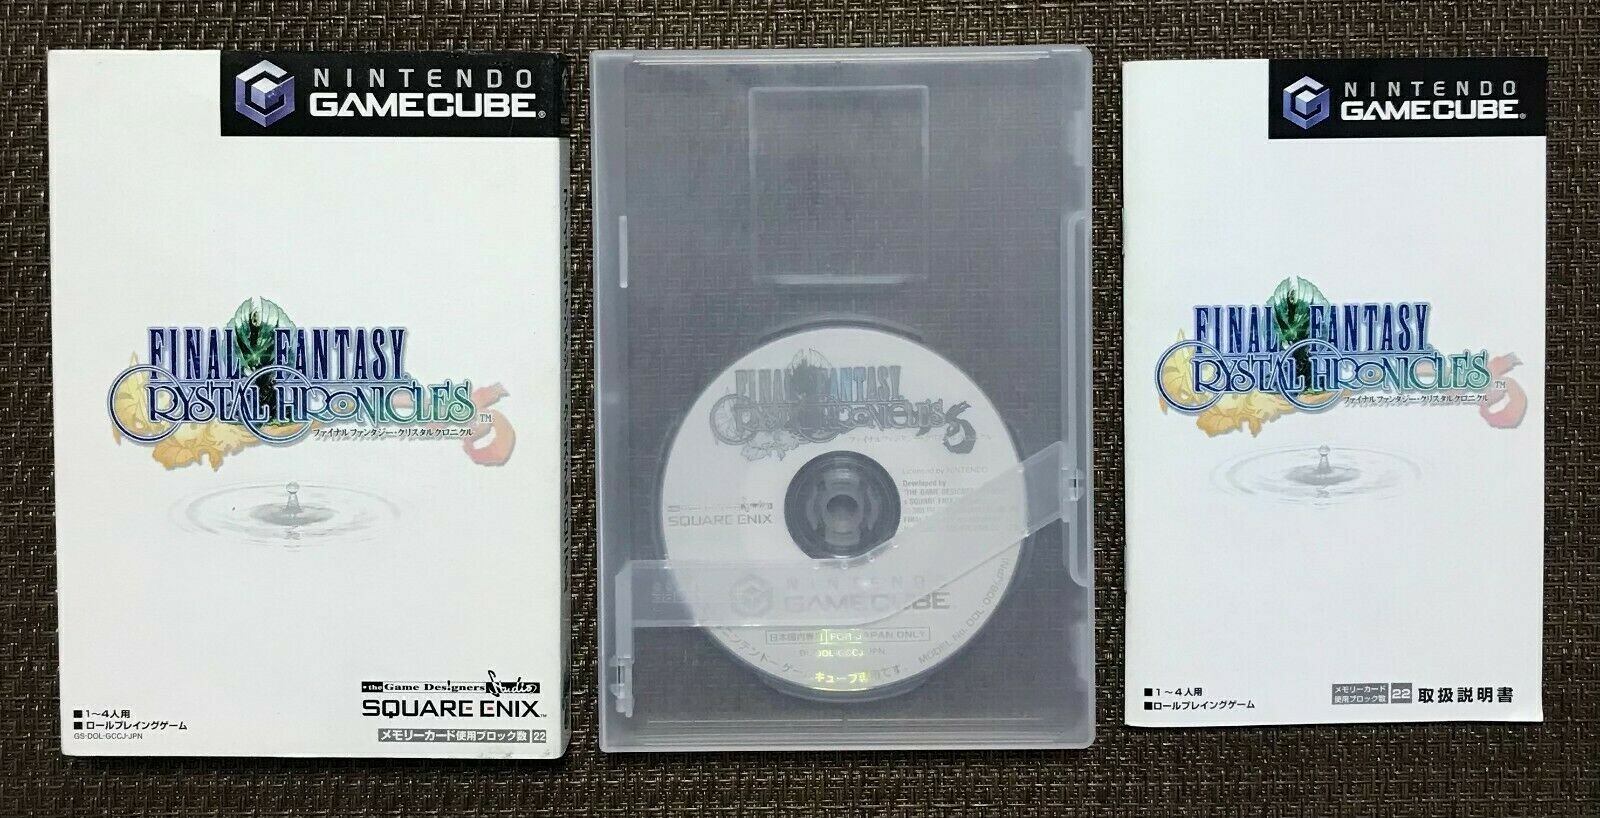 NINTENDO
GAMECUBE®
FINAL FANTASY
CRYSTAL CHRONICLES™
ファイナルファンタジー・クリスタルクロニクル
the Game Designers Studio
SQUARE ENIX™
■1～4人用
■ロールプレイングゲーム
GS-DOL-GCCJ-JPN
メモリーカード使用ブロック数 22
FINAL FANTASY
CRYSTAL CHRONICLES
Licensed by NINTENDO
Developed by
SQUARE ENIX
NINTENDO
GAMECUBE
日本国内専用 FOR JAPAN ONLY
DOL-GCCJ-JPN
NINTENDO
GAMECUBE®
FINAL FANTASY
CRYSTAL CHRONICLES™
ファイナルファンタジー・クリスタルクロニクル
■1～4人用
■ロールプレイングゲーム
メモリーカード
使用ブロック数 22 取扱説明書